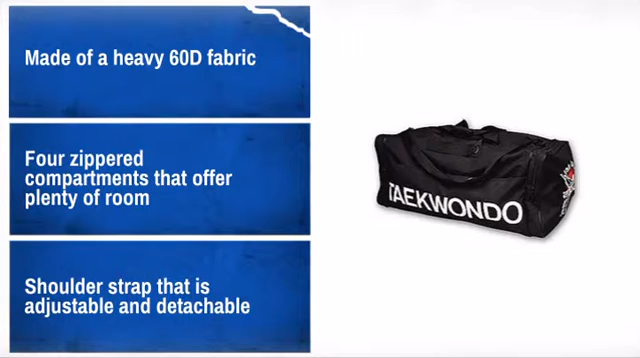 Made of a heavy 60D fabric
Four zippered
compartments that offer
plenty of room
Shoulder strap that is
adjustable and detachable
TAEKWONDO